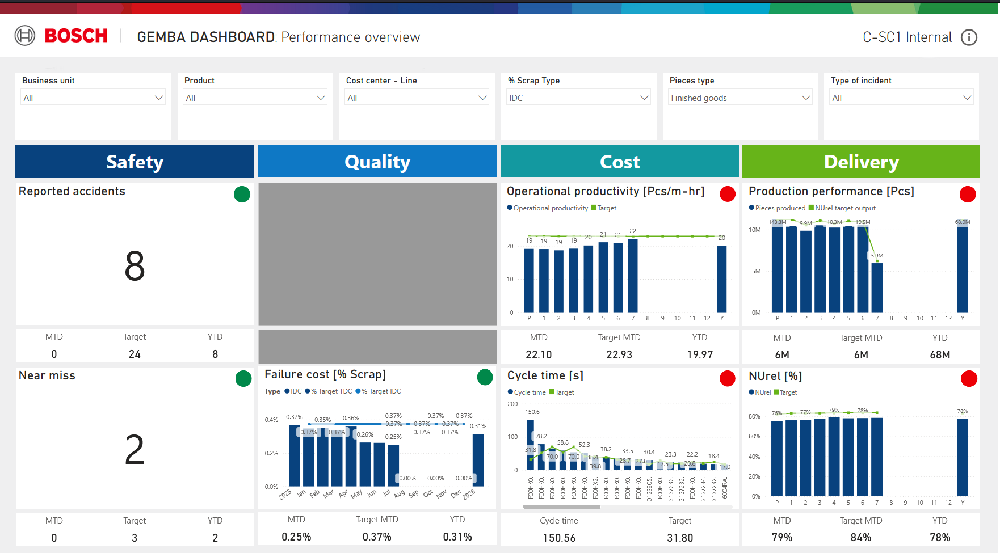 BOSCH
GEMBA DASHBOARD: Performance overview
C-SC1 Internal
Business unit
All
Product
All
Cost center - Line
All
% Scrap Type
IDC
Pieces type
Finished goods
Type of incident
All
Safety
Quality
Cost
Delivery
Reported accidents
8
MTD Target YTD
0 24 8
Near miss
2
MTD Target YTD
0 3 2
Failure cost [% Scrap]
Type IDC % Target TDC % Target IDC
0.4%
0.2%
0.0%
0.37% 0.35% 0.36% 0.37% 0.37% 0.37%
0.37% 0.37% 0.37%
0.37% 0.37% 0.26% 0.25% 0.37% 0.37% 0.31%
0.00% 0.00% 0.00%
2025 Jan Feb Mar Apr May Jun Jul Aug Sep Oct Nov Dec 2026
MTD Target MTD YTD
0.25% 0.37% 0.31%
Operational productivity [Pcs/m-hr]
Operational productivity Target
20
10
0
19 19 19 19 20 21 21 22 20
P 1 2 3 4 5 6 7 8 9 10 11 12 Y
MTD Target MTD YTD
22.10 22.93 19.97
Cycle time [s]
Cycle time Target
200
100
0
150.6 78.2 58.8 52.3 38.2 33.5 30.4 23.3 22.2 18.4
31.8 70.0 70.0 38.4 39.8 28.7 27.6 17.5 20.8 17.0
F00HK0... F00HK0... F00HK0... F00HK0... F00HK0... F00HK0... F00HX3... F00HK0... F00HK0... F00HK0... F00HK0... 0132805... F00HK0... 3137232... 3137232... F00HK0... 3137234... 3137232... 6004RA...
Cycle time Target
150.56 31.80
Production performance [Pcs]
Pieces produced NUrel target output
10M
5M
0M
143.3M 9.9M 10.3M 10.5M 5.9M 68.0M
P 1 2 3 4 5 6 7 8 9 10 11 12 Y
MTD Target MTD YTD
6M 6M 68M
NUrel [%]
NUrel Target
80%
60%
40%
20%
0%
76% 77% 79% 78% 78%
P 1 2 3 4 5 6 7 8 9 10 11 12 Y
MTD Target MTD YTD
79% 84% 78%